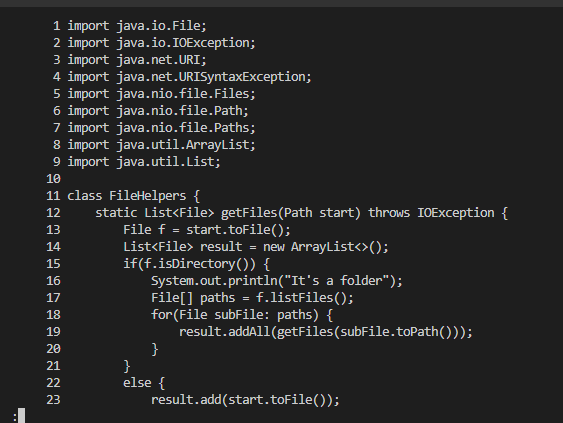 1 import java.io.File;
2 import java.io.IOException;
3 import java.net.URI;
4 import java.net.URISyntaxException;
5 import java.nio.file.Files;
6 import java.nio.file.Path;
7 import java.nio.file.Paths;
8 import java.util.ArrayList;
9 import java.util.List;
10
11 class FileHelpers {
12     static List<File> getFiles(Path start) throws IOException {
13         File f = start.toFile();
14         List<File> result = new ArrayList<>();
15         if(f.isDirectory()) {
16             System.out.println("It's a folder");
17             File[] paths = f.listFiles();
18             for(File subFile: paths) {
19                 result.addAll(getFiles(subFile.toPath()));
20             }
21         }
22         else {
23             result.add(start.toFile());
: